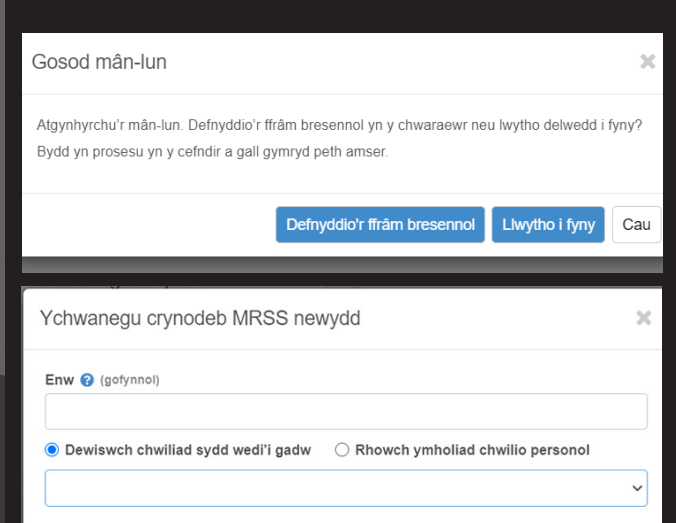 Gosod mân-lun
Atgynhyrchu'r mân-lun. Defnyddio'r ffrâm bresennol yn y chwaraewr neu lwytho delwedd i fyny?
Bydd yn prosesu yn y cefndir a gall gymryd peth amser.
Defnyddio'r ffrâm bresennol Llwytho i fyny Cau
Ychwanegu crynodeb MRSS newydd
Enw (gofynnol)
Dewiswch chwiliad sydd wedi'i gadw Rhowch ymholiad chwilio personol